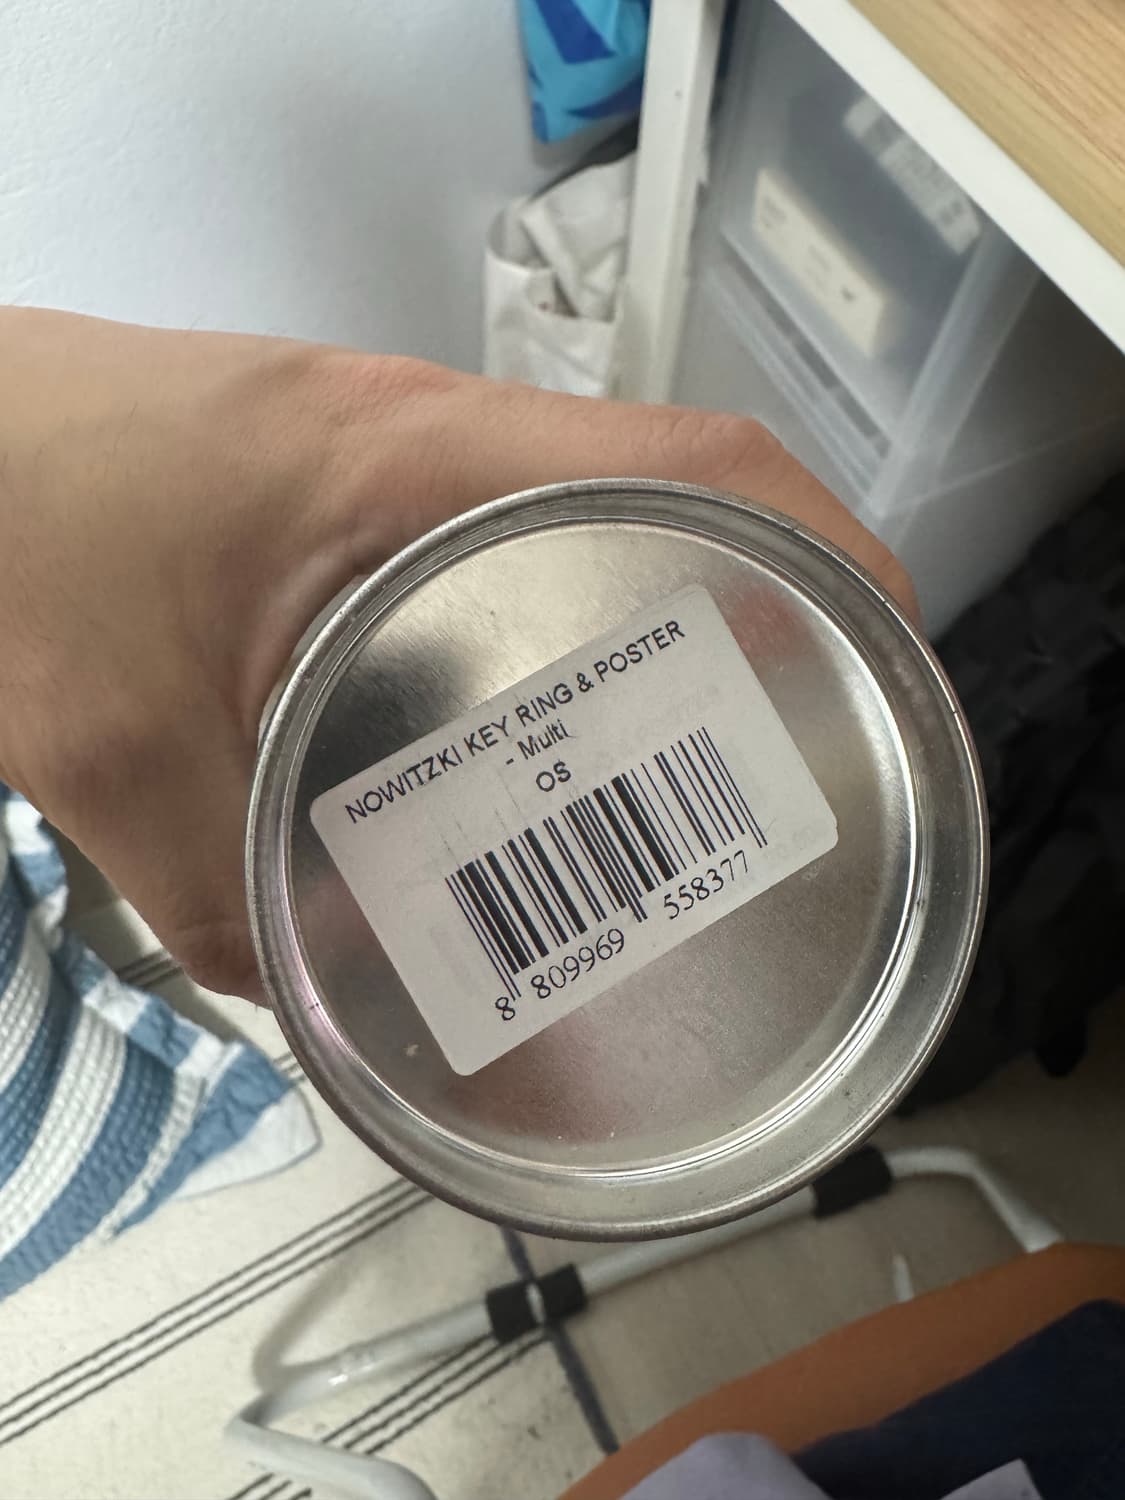 NOWITZKI KEY RING & POSTER
- Multi
OS
8 809969 558377